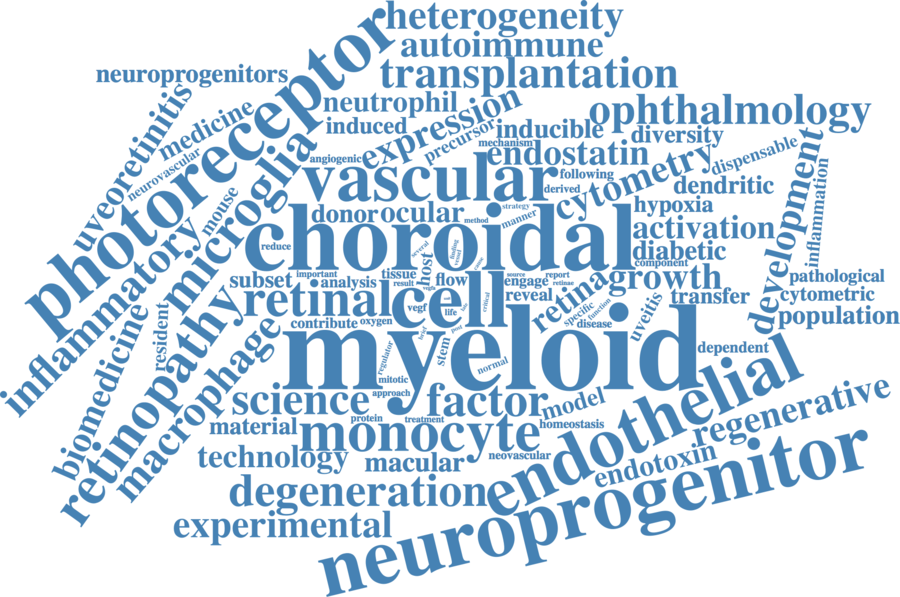 heterogeneity
autoimmune
neuroprogenitors
transplantation
photoreceptor
neutrophil
medicine
expression
ophthalmology
induced
precursor
inducible
diversity
uveoretinitis
mechanism
endostatin
dispensable
angiogenic
neurovascular
vascular
following
cytometry
derived
dendritic
development
inflammation
microglia
mouse
donor
ocular
strategy
method
manner
hypoxia
activation
choroidal
reduce
several
finding
vessel
diabetic
component
inflammatory
subset
important
analysis
tissue
result
host
flow
source
engage
report
retinae
retina
growth
pathological
retinal
cell
vegf
life
critical
reveal
specific
function
uveitis
transfer
cytometric
population
contribute
oxygen
brief
post
disease
myeloid
resident
retinopathy
macrophage
biomedicine
regulator
stem
normal
dependent
mitotic
approach
science
factor
model
endothelial
protein
treatment
homeostasis
material
monocyte
regenerative
technology
macular
neovascular
endotoxin
degeneration
neuroprogenitor
experimental